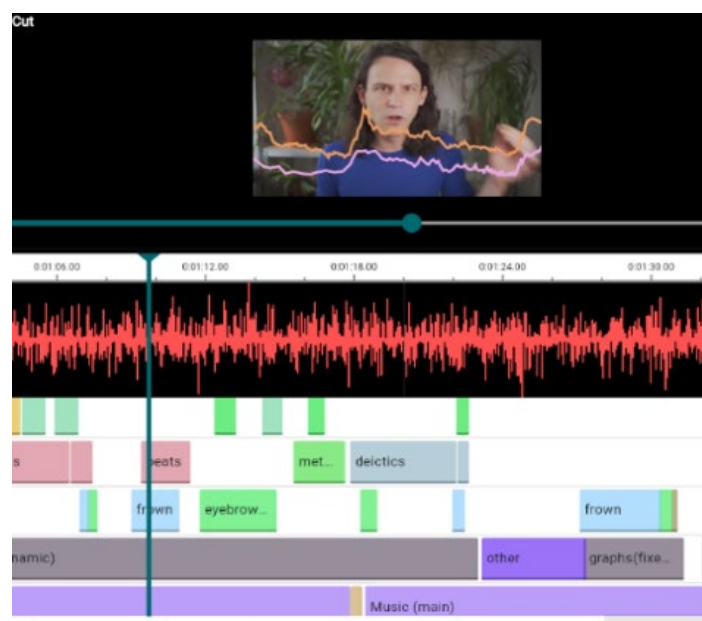 Cut
0:01:06.00 0:01:12.00 0:01:18.00 0:01:24.00 0:01:30.00
s beats met... deictics
frown eyebrow... frown
namic) other graphs(fixe...
Music (main)